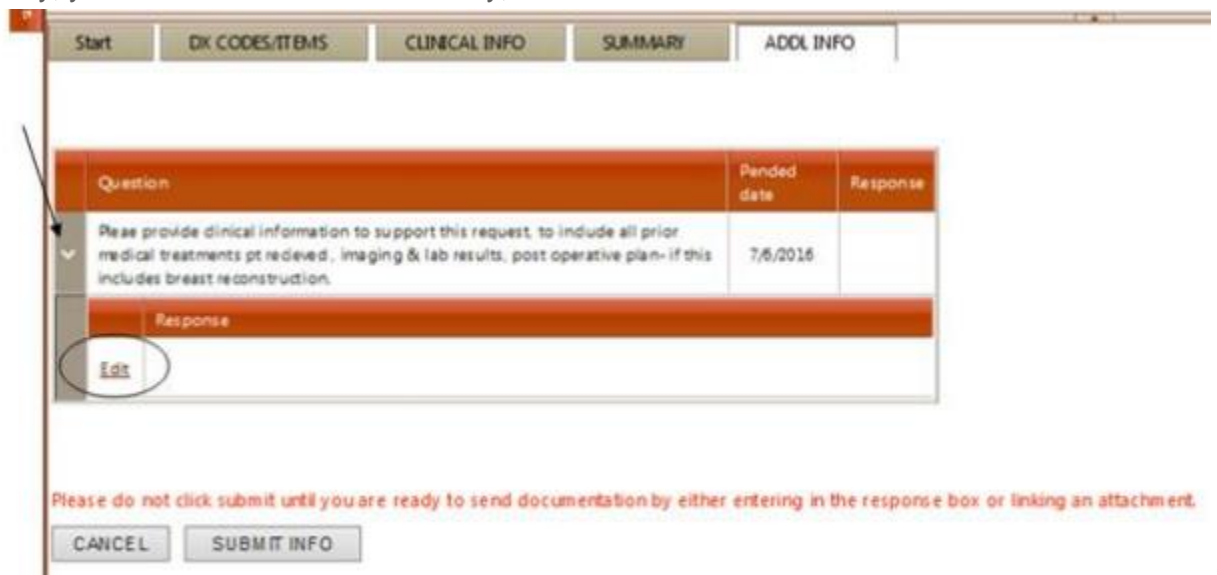 Start DX CODES/ITEMS CLINICAL INFO SUMMARY ADDL INFO
Question Pended date Response
Pleae provide clinical information to support this request, to include all prior
medical treatments pt recieved, imaging & lab results, post operative plan- if this
includes breast reconstruction.
7/6/2016
Response
Edit
Please do not click submit until you are ready to send documentation by either entering in the response box or linking an attachment.
CANCEL SUBMIT INFO